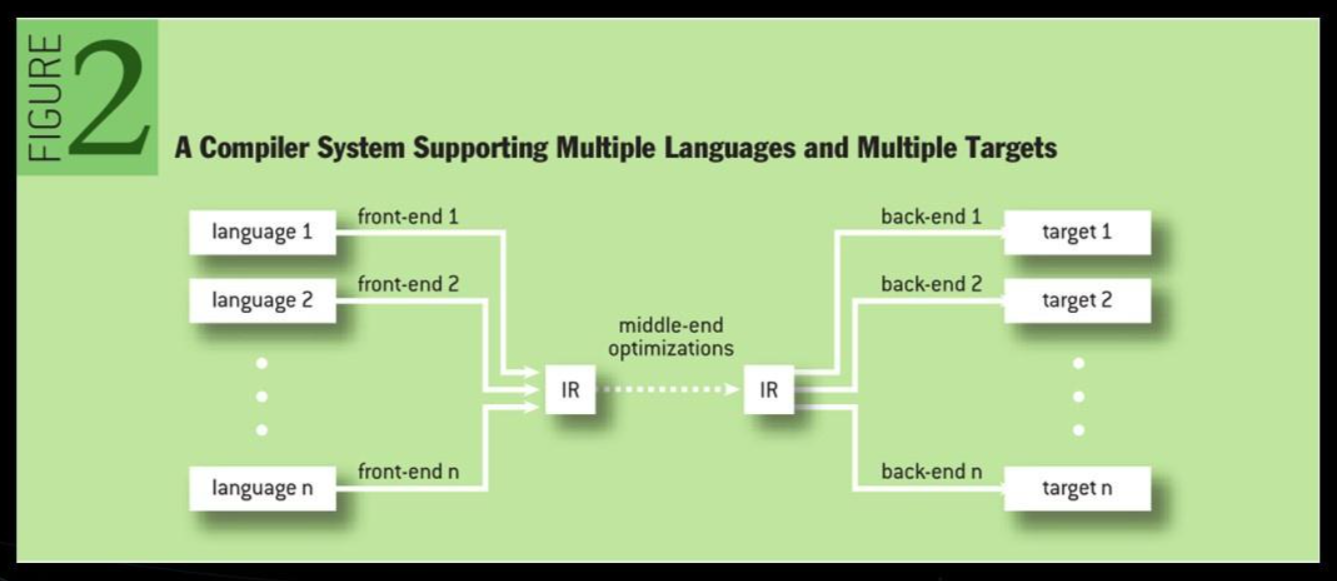 FIGURE 2
A Compiler System Supporting Multiple Languages and Multiple Targets
language 1
front-end 1
back-end 1
target 1
language 2
front-end 2
back-end 2
target 2
middle-end
optimizations
IR
IR
language n
front-end n
back-end n
target n